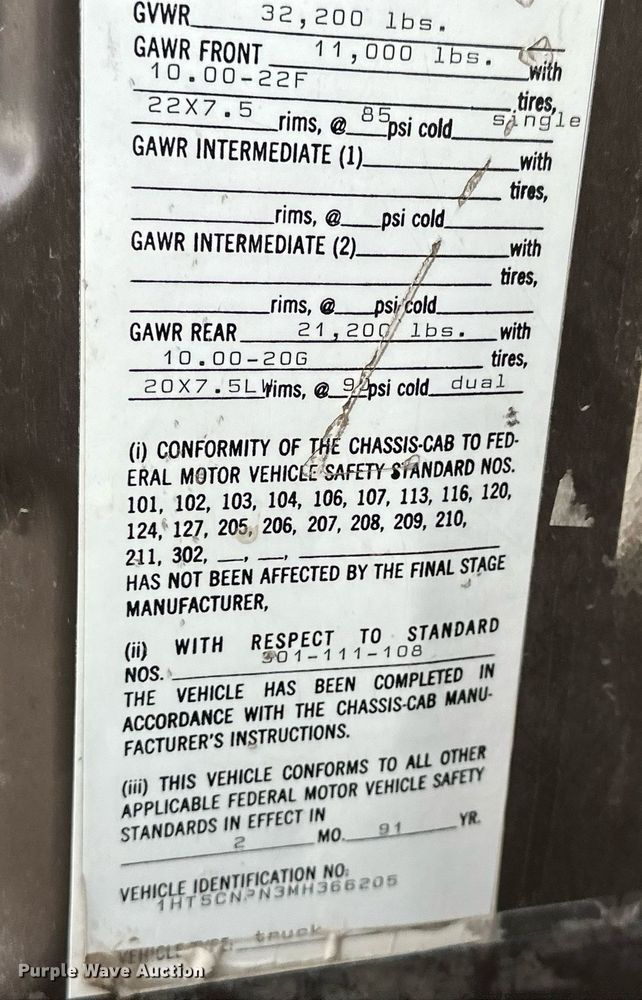 GVWR 32,200 lbs.
GAWR FRONT 11,000 lbs. with
10.00-22F tires,
22X7.5 rims, @ 85 psi cold single
GAWR INTERMEDIATE (1) with
tires,
rims, @ psi cold
GAWR INTERMEDIATE (2) with
tires,
rims, @ psi cold
GAWR REAR 21,200 lbs. with
10.00-20G tires,
20X7.5LW rims, @ psi cold dual
(i) CONFORMITY OF THE CHASSIS-CAB TO FED-
ERAL MOTOR VEHICLE SAFETY STANDARD NOS.
101, 102, 103, 104, 106, 107, 113, 116, 120,
124, 127, 205, 206, 207, 208, 209, 210,
211, 302, __, __,
HAS NOT BEEN AFFECTED BY THE FINAL STAGE
MANUFACTURER,
(ii) WITH RESPECT TO STANDARD
NOS. 301-111-108
THE VEHICLE HAS BEEN COMPLETED IN
ACCORDANCE WITH THE CHASSIS-CAB MANU-
FACTURER'S INSTRUCTIONS.
(iii) THIS VEHICLE CONFORMS TO ALL OTHER
APPLICABLE FEDERAL MOTOR VEHICLE SAFETY
STANDARDS IN EFFECT IN
2 MO. 91 YR.
VEHICLE IDENTIFICATION NO:
1HTSCNPN3MH366205
VEHICLE TYPE: truck
Purple Wave Auction